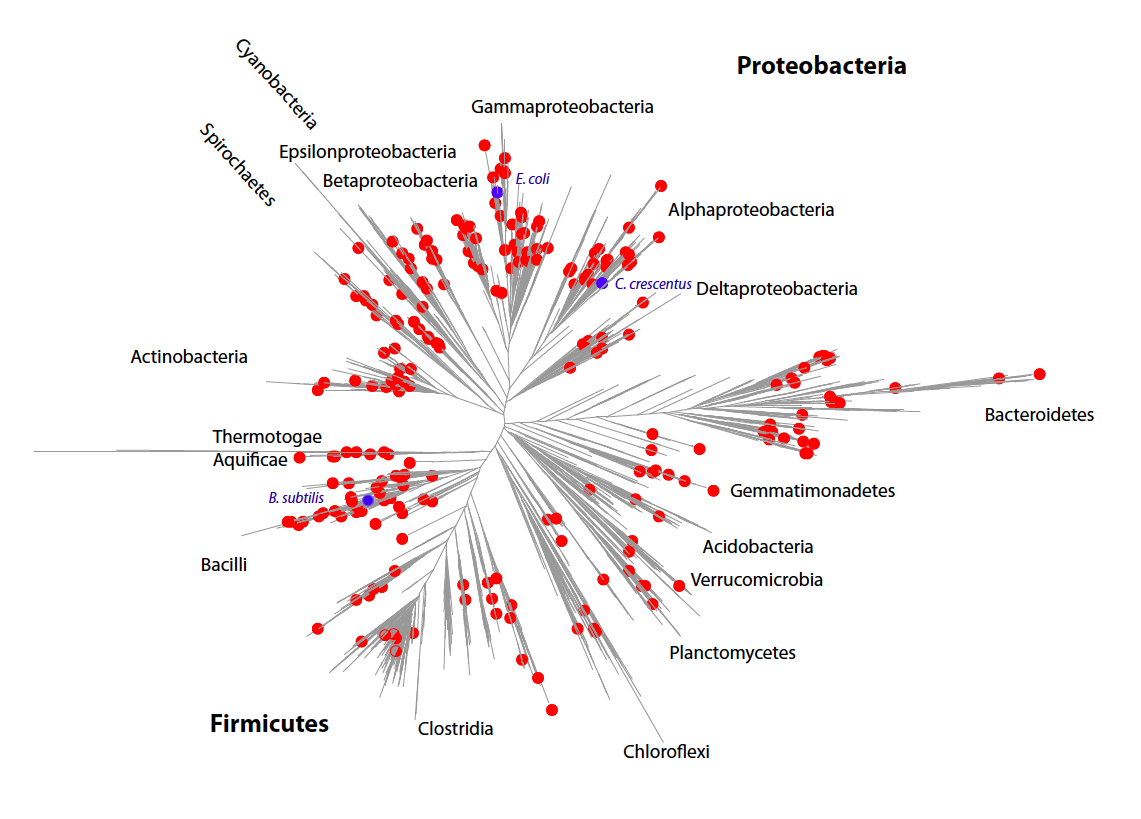 Cyanobacteria
Proteobacteria
Gammaproteobacteria
Spirochaetes
Epsilonproteobacteria
Betaproteobacteria
E. coli
Alphaproteobacteria
C. crescentus
Deltaproteobacteria
Actinobacteria
Bacteroidetes
Thermotogae
Aquificae
B. subtilis
Gemmatimonadetes
Acidobacteria
Bacilli
Verrucomicrobia
Planctomycetes
Firmicutes
Clostridia
Chloroflexi